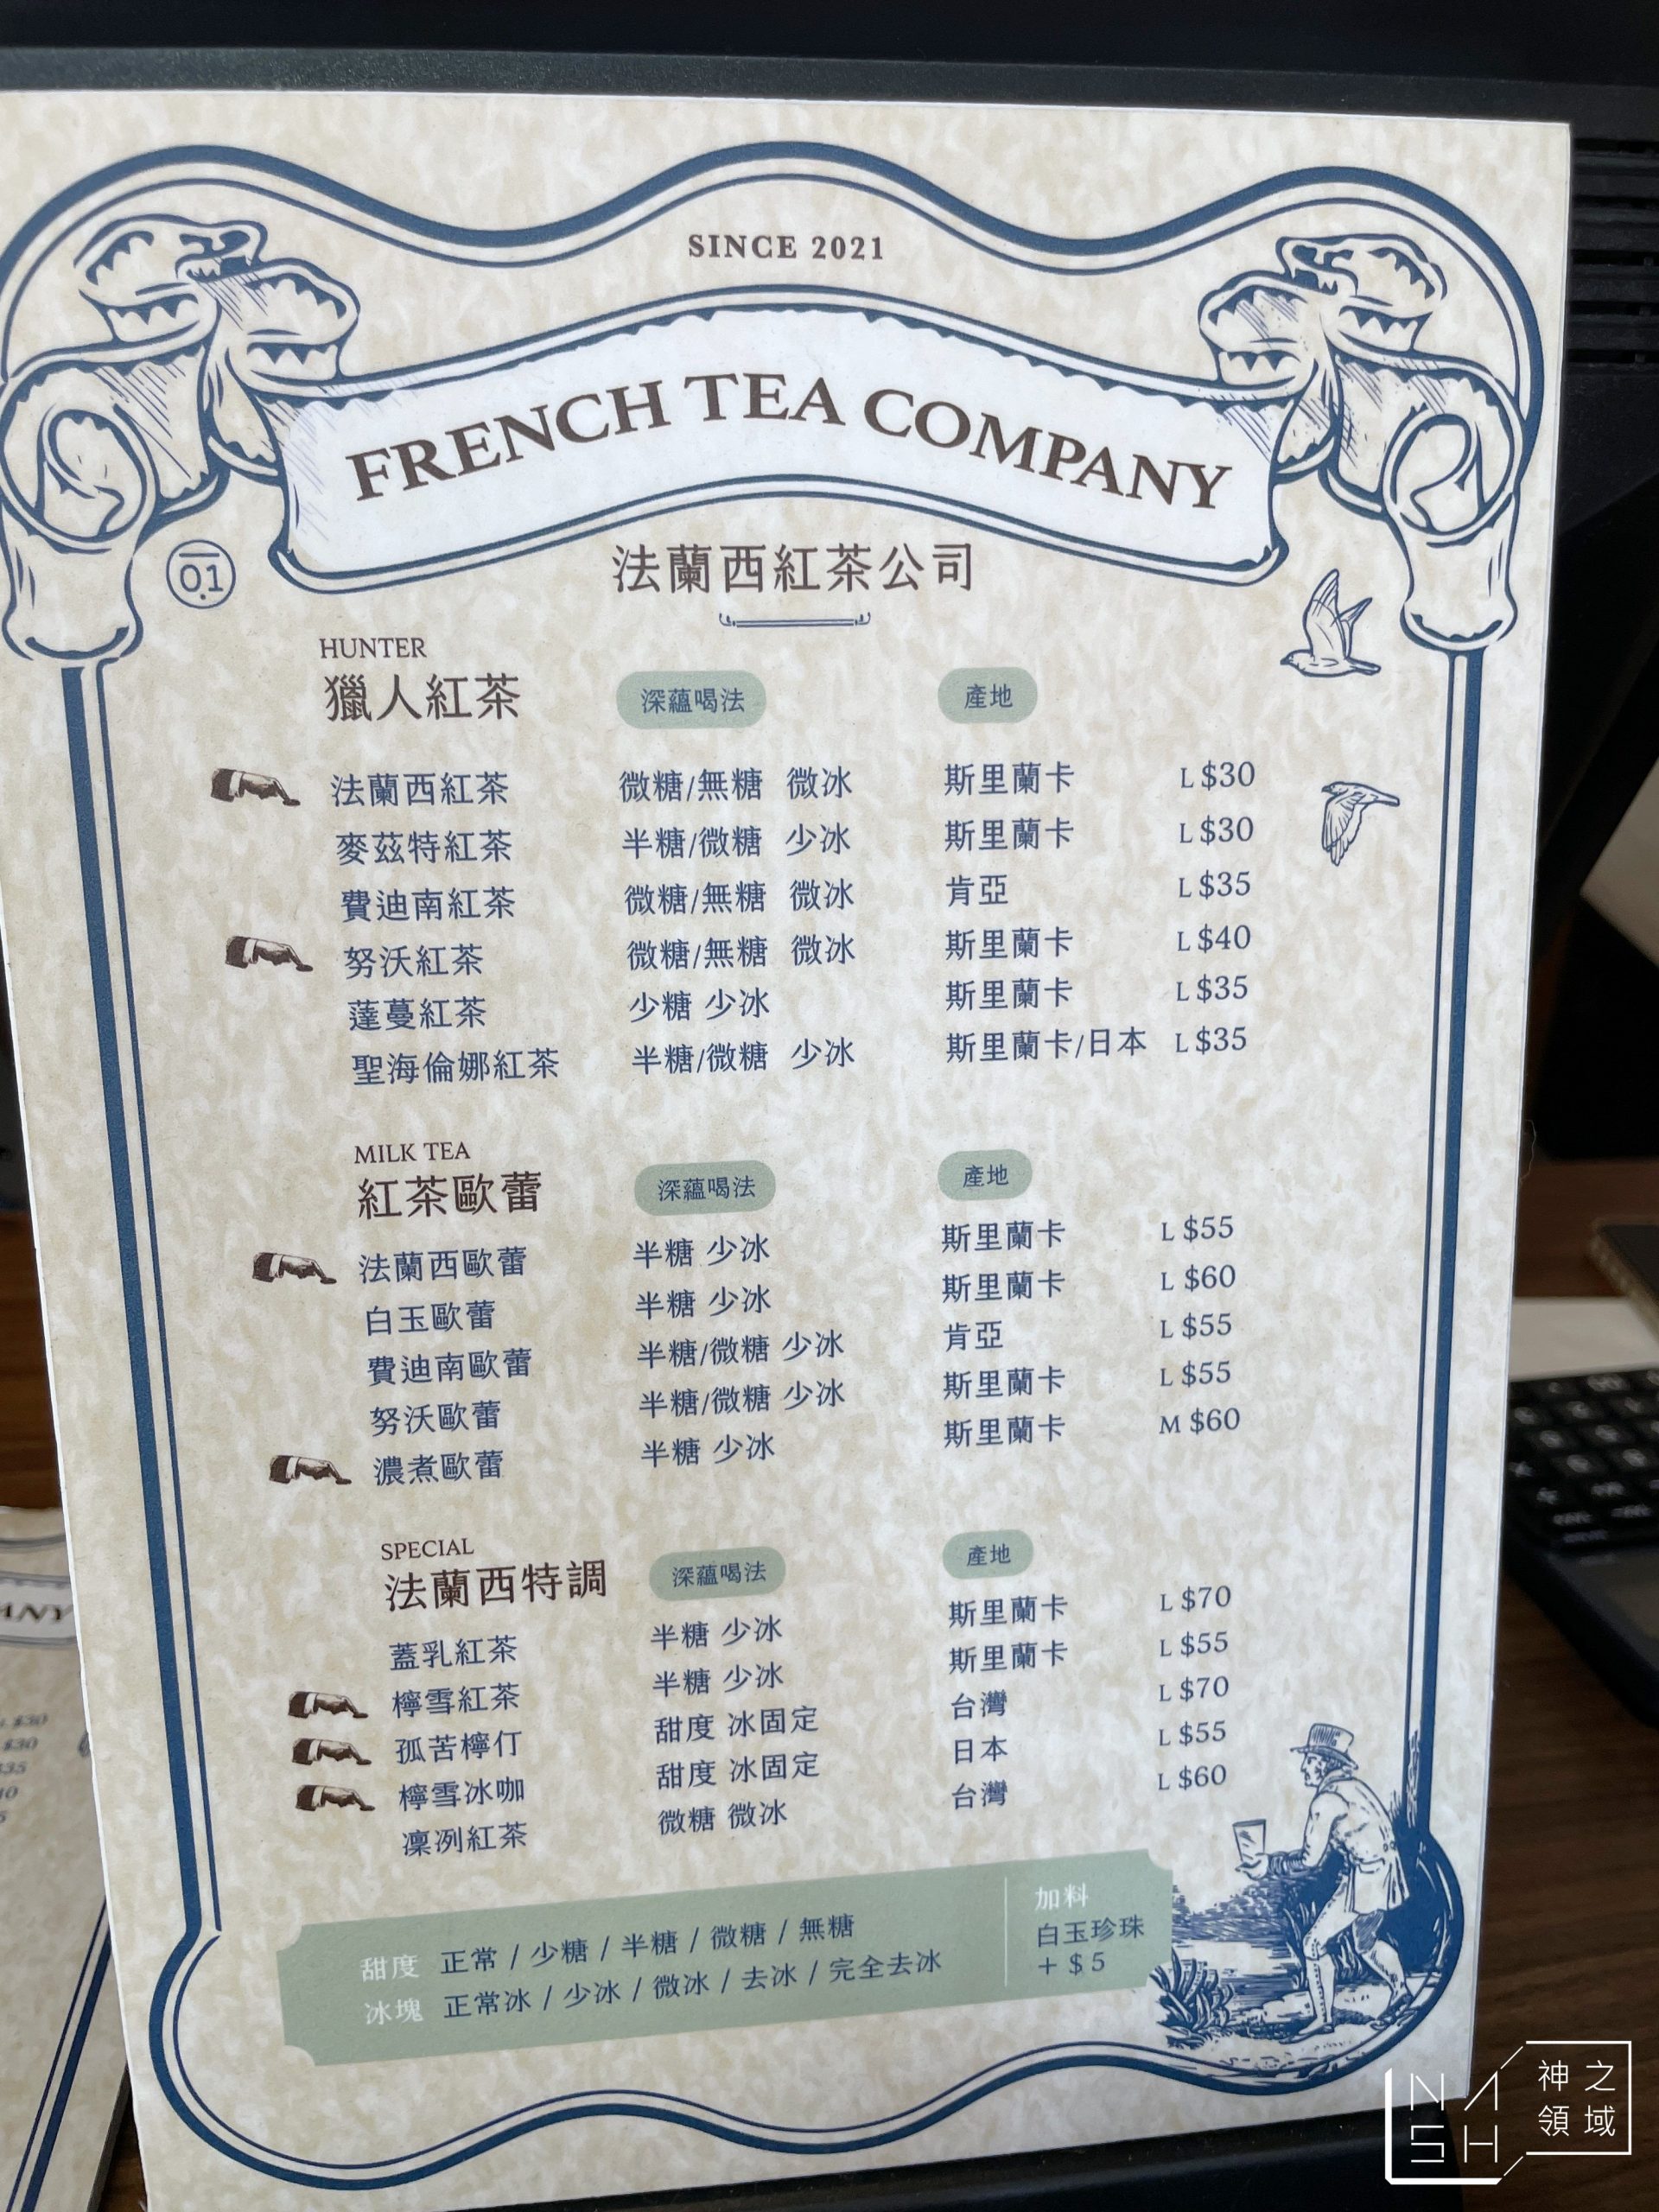 SINCE 2021
FRENCH TEA COMPANY
法蘭西紅茶公司
01
HUNTER
獵人紅茶 深蘊喝法 產地
法蘭西紅茶 微糖/無糖 微冰 斯里蘭卡 L $30
麥茲特紅茶 半糖/微糖 少冰 斯里蘭卡 L $30
費迪南紅茶 微糖/無糖 微冰 肯亞 L $35
努沃紅茶 微糖/無糖 微冰 斯里蘭卡 L $40
蓬蔓紅茶 少糖 少冰 斯里蘭卡 L $35
聖海倫娜紅茶 半糖/微糖 少冰 斯里蘭卡/日本 L $35
MILK TEA
紅茶歐蕾 深蘊喝法 產地
法蘭西歐蕾 半糖 少冰 斯里蘭卡 L $55
白玉歐蕾 半糖 少冰 斯里蘭卡 L $60
費迪南歐蕾 半糖/微糖 少冰 肯亞 L $55
努沃歐蕾 半糖/微糖 少冰 斯里蘭卡 L $55
濃煮歐蕾 半糖 少冰 斯里蘭卡 M $60
SPECIAL
法蘭西特調 深蘊喝法 產地
蓋乳紅茶 半糖 少冰 斯里蘭卡 L $70
檸雪紅茶 半糖 少冰 斯里蘭卡 L $55
孤苦檸仃 甜度 冰固定 台灣 L $70
檸雪冰咖 甜度 冰固定 日本 L $55
凜冽紅茶 微糖 微冰 台灣 L $60
甜度 正常 / 少糖 / 半糖 / 微糖 / 無糖
冰塊 正常冰 / 少冰 / 微冰 / 去冰 / 完全去冰
加料
白玉珍珠
+ $ 5
ANY
$30
$30
NASH
神之
領域